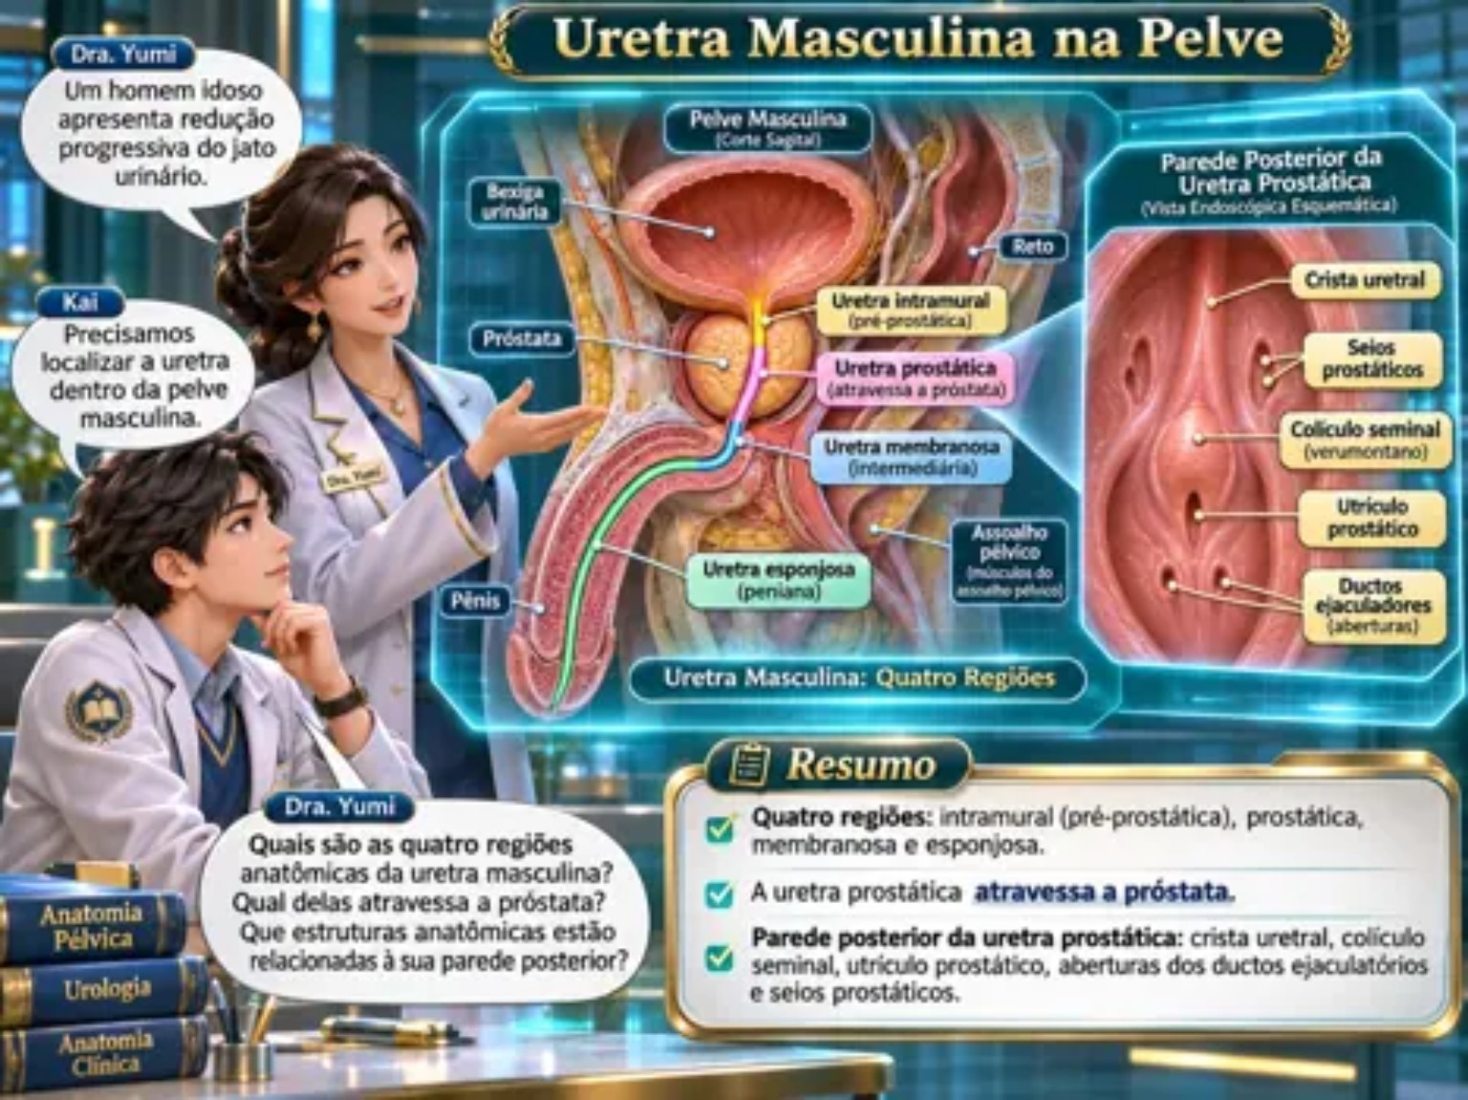 Uretra Masculina na Pelve
Dra. Yumi
Um homem idoso
apresenta redução
progressiva do jato
urinário.
Kai
Precisamos
localizar a uretra
dentro da pelve
masculina.
Dra. Yumi
Pelve Masculina
(Corte Sagital)
Bexiga
urinária
Reto
Uretra intramural
(pré-prostática)
Próstata
Uretra prostática
(atravessa a próstata)
Uretra membranosa
(intermediária)
Assoalho
pélvico
(músculos do
assoalho pélvico)
Uretra esponjosa
(peniana)
Pênis
Uretra Masculina: Quatro Regiões
Parede Posterior da
Uretra Prostática
(Vista Endoscópica Esquemática)
Crista uretral
Seios
prostáticos
Colículo seminal
(verumontano)
Utrículo
prostático
Ductos
ejaculadores
(aberturas)
Dra. Yumi
Quais são as quatro regiões
anatômicas da uretra masculina?
Qual delas atravessa a próstata?
Que estruturas anatômicas estão
relacionadas à sua parede posterior?
Resumo
Quatro regiões: intramural (pré-prostática), prostática,
membranosa e esponjosa.
A uretra prostática atravessa a próstata.
Parede posterior da uretra prostática: crista uretral, colículo
seminal, utrículo prostático, aberturas dos ductos ejaculatórios
e seios prostáticos.
Anatomia
Pélvica
Urologia
Anatomia
Clínica